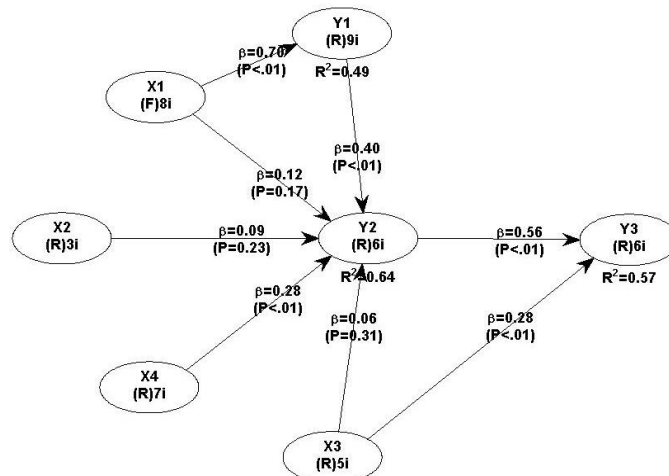 Y1
(R)9i
β=0.70
(P<.01)
R²=0.49
X1
(F)8i
β=0.40
(P<.01)
β=0.12
(P=0.17)
X2
(R)3i
β=0.09
(P=0.23)
Y2
(R)6i
R²=0.64
β=0.56
(P<.01)
Y3
(R)6i
R²=0.57
β=0.28
(P<.01)
β=0.06
(P=0.31)
β=0.28
(P<.01)
X4
(R)7i
X3
(R)5i